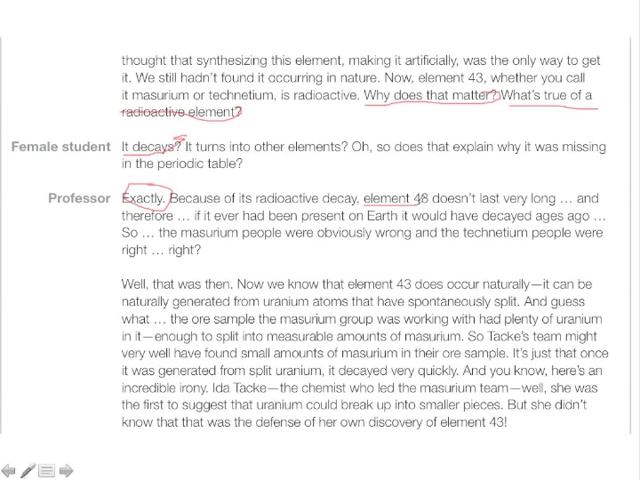 thought that synthesizing this element, making it artificially, was the only way to get
it. We still hadn't found it occurring in nature. Now, element 43, whether you call
it masurium or technetium, is radioactive. Why does that matter? What's true of a
radioactive element?
Female student It decays? It turns into other elements? Oh, so does that explain why it was missing
in the periodic table?
Professor Exactly. Because of its radioactive decay, element 43 doesn't last very long … and
therefore … if it ever had been present on Earth it would have decayed ages ago …
So … the masurium people were obviously wrong and the technetium people were
right … right?
Well, that was then. Now we know that element 43 does occur naturally—it can be
naturally generated from uranium atoms that have spontaneously split. And guess
what … the ore sample the masurium group was working with had plenty of uranium
in it—enough to split into measurable amounts of masurium. So Tacke's team might
very well have found small amounts of masurium in their ore sample. It's just that once
it was generated from split uranium, it decayed very quickly. And you know, here's an
incredible irony. Ida Tacke—the chemist who led the masurium team—well, she was
the first to suggest that uranium could break up into smaller pieces. But she didn't
know that that was the defense of her own discovery of element 43!